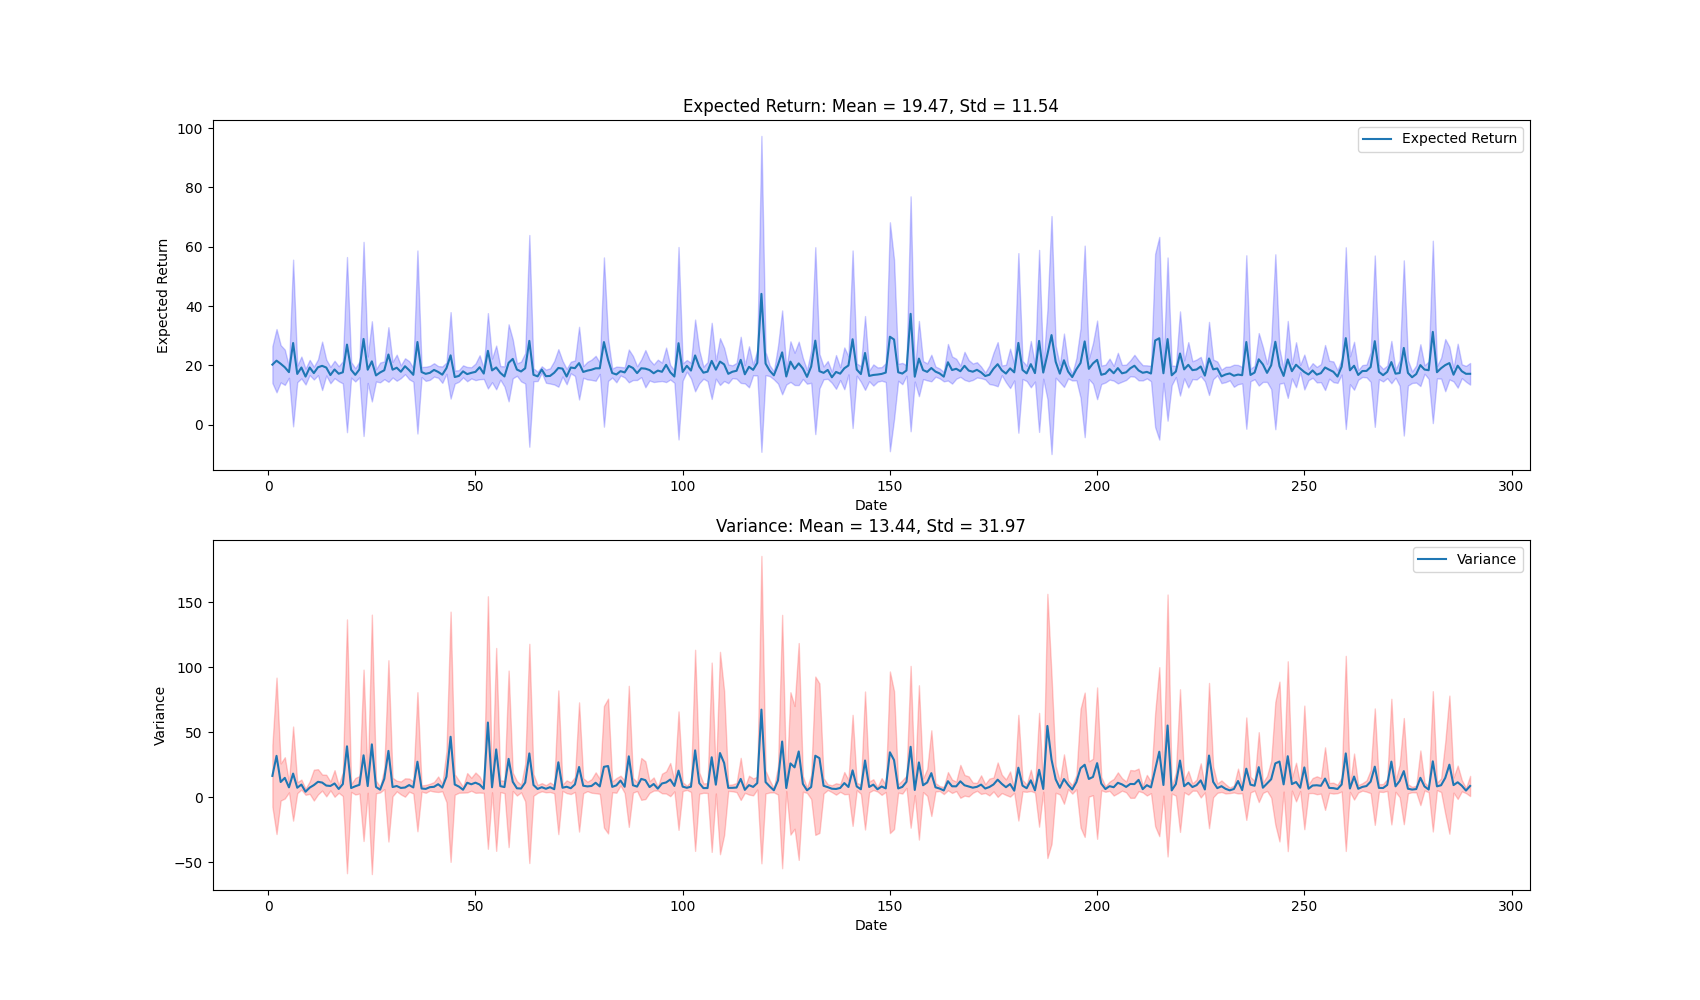 Expected Return: Mean = 19.47, Std = 11.54
Expected Return
100
80
60
40
20
0
Expected Return
0 50 100 150 200 250 300
Date
Variance: Mean = 13.44, Std = 31.97
Variance
150
100
50
0
−50
Variance
0 50 100 150 200 250 300
Date